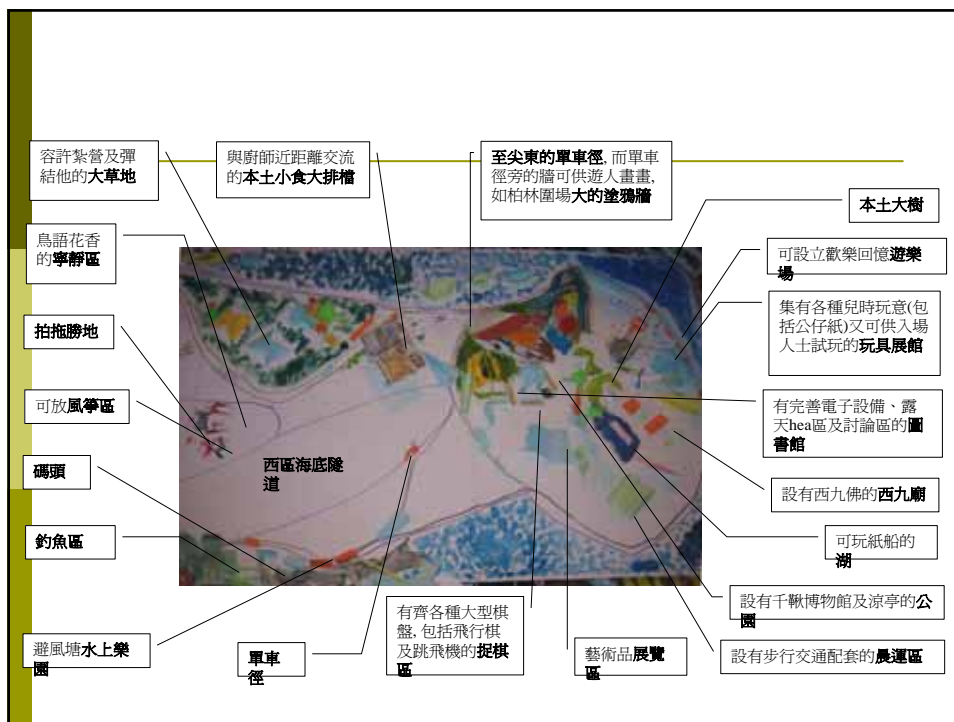 容許紮營及彈
結他的大草地
與廚師近距離交流
的本土小食大排檔
至尖東的單車徑, 而單車
徑旁的牆可供遊人畫畫,
如柏林圍場大的塗鴉牆
本土大樹
鳥語花香
的寧靜區
可設立歡樂回憶遊樂
場
集有各種兒時玩意(包
括公仔紙)又可供入場
人士試玩的玩具展館
拍拖勝地
可放風箏區
有完善電子設備、露
天hea區及討論區的圖
書館
西區海底隧
道
碼頭
設有西九佛的西九廟
釣魚區
可玩紙船的
湖
設有千鞦博物館及涼亭的公
園
避風塘水上樂
園
單車
徑
有齊各種大型棋
盤, 包括飛行棋
及跳飛機的捉棋
區
藝術品展覽
區
設有步行交通配套的晨運區